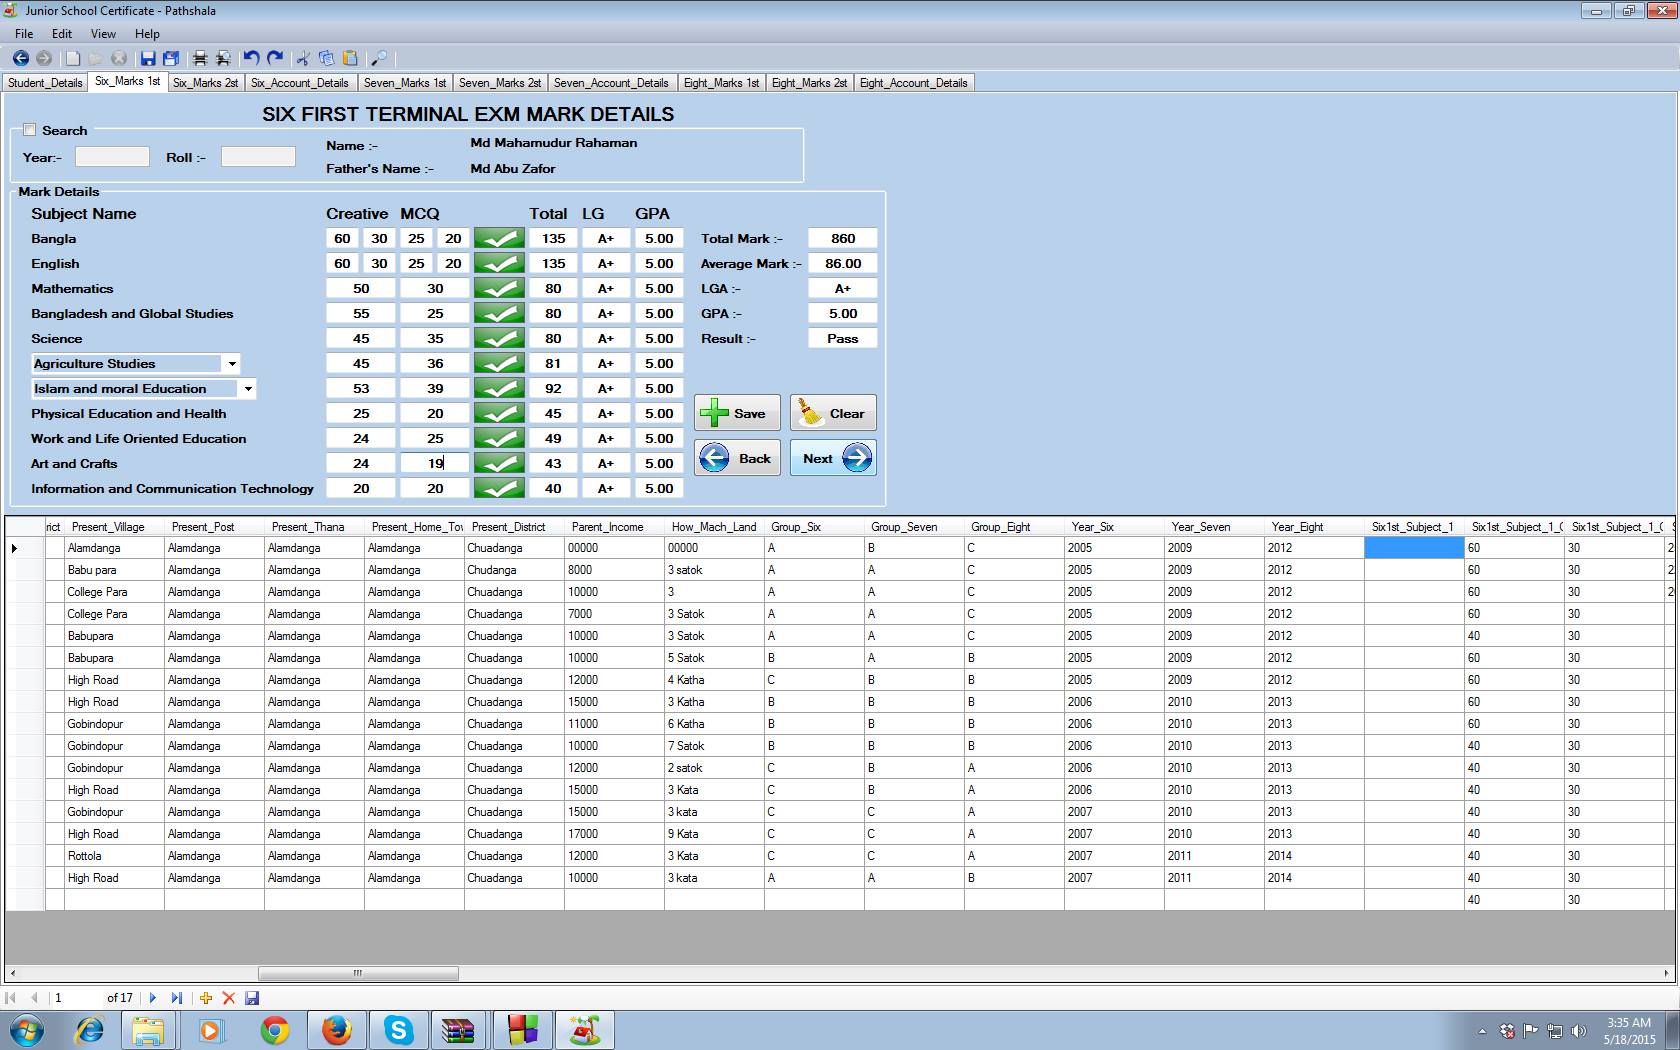 Junior School Certificate - Pathshala
File Edit View Help
Student_Details Six_Marks 1st Six_Marks 2st Six_Account_Details Seven_Marks 1st Seven_Marks 2st Seven_Account_Details Eight_Marks 1st Eight_Marks 2st Eight_Account_Details
SIX FIRST TERMINAL EXM MARK DETAILS
Search
Year:- Roll :-
Name :- Md Mahamudur Rahaman
Father's Name :- Md Abu Zafor
Mark Details
Subject Name Creative MCQ Total LG GPA
Bangla 60 30 25 20 135 A+ 5.00 Total Mark :- 860
English 60 30 25 20 135 A+ 5.00 Average Mark :- 86.00
Mathematics 50 30 80 A+ 5.00 LGA :- A+
Bangladesh and Global Studies 55 25 80 A+ 5.00 GPA :- 5.00
Science 45 35 80 A+ 5.00 Result :- Pass
Agriculture Studies 45 36 81 A+ 5.00
Islam and moral Education 53 39 92 A+ 5.00
Physical Education and Health 25 20 45 A+ 5.00 Save Clear
Work and Life Oriented Education 24 25 49 A+ 5.00
Art and Crafts 24 19 43 A+ 5.00 Back Next
Information and Communication Technology 20 20 40 A+ 5.00
rict Present_Village Present_Post Present_Thana Present_Home_Tov Present_District Parent_Income How_Mach_Land Group_Six Group_Seven Group_Eight Year_Six Year_Seven Year_Eight Six1st_Subject_1 Six1st_Subject_1_C Six1st_Subject_1_C S
Alamdanga Alamdanga Alamdanga Alamdanga Chuadanga 00000 00000 A B C 2005 2009 2012 60 30 2
Babu para Alamdanga Alamdanga Alamdanga Chudanga 8000 3 satok A A C 2005 2009 2012 60 30 2
College Para Alamdanga Alamdanga Alamdanga Chuadanga 10000 3 A A C 2005 2009 2012 60 30 2
College Para Alamdanga Alamdanga Alamdanga Chuadanga 7000 3 Satok A A C 2005 2009 2012 60 30
Babupara Alamdanga Alamdanga Alamdanga Chuadanga 10000 3 Satok A A C 2005 2009 2012 40 30
Babupara Alamdanga Alamdanga Alamdanga Chuadanga 10000 5 Satok B A B 2005 2009 2012 60 30
High Road Alamdanga Alamdanga Alamdanga Chuadanga 12000 4 Katha C B B 2005 2009 2012 60 30
High Road Alamdanga Alamdanga Alamdanga Chuadanga 15000 3 Katha B B B 2006 2010 2013 60 30
Gobindopur Alamdanga Alamdanga Alamdanga Chuadanga 11000 6 Katha B B B 2006 2010 2013 60 30
Gobindopur Alamdanga Alamdanga Alamdanga Chuadanga 10000 7 Satok B B B 2006 2010 2013 40 30
Gobindopur Alamdanga Alamdanga Alamdanga Chuadanga 12000 2 satok C B A 2006 2010 2013 40 30
High Road Alamdanga Alamdanga Alamdanga Chuadanga 15000 3 Kata C B A 2006 2010 2013 40 30
Gobindopur Alamdanga Alamdanga Alamdanga Chuadanga 15000 3 kata C C A 2007 2010 2013 40 30
High Road Alamdanga Alamdanga Alamdanga Chuadanga 17000 9 Kata C C A 2007 2010 2013 40 30
Rottola Alamdanga Alamdanga Alamdanga Chuadanga 12000 3 Kata C C A 2007 2011 2014 40 30
High Road Alamdanga Alamdanga Alamdanga Chuadanga 10000 3 kata A A B 2007 2011 2014 40 30
40 30
1 of 17
3:35 AM
5/18/2015